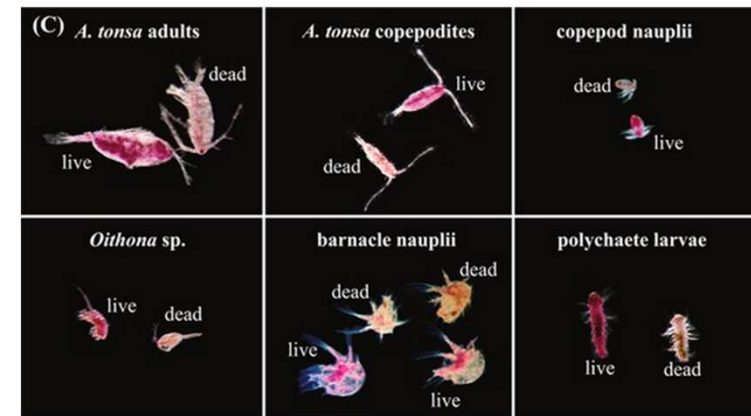 (C) A. tonsa adults
dead
live
A. tonsa copepodites
live
dead
copepod nauplii
dead
live
Oithona sp.
live
dead
barnacle nauplii
dead
dead
live
live
polychaete larvae
live
dead